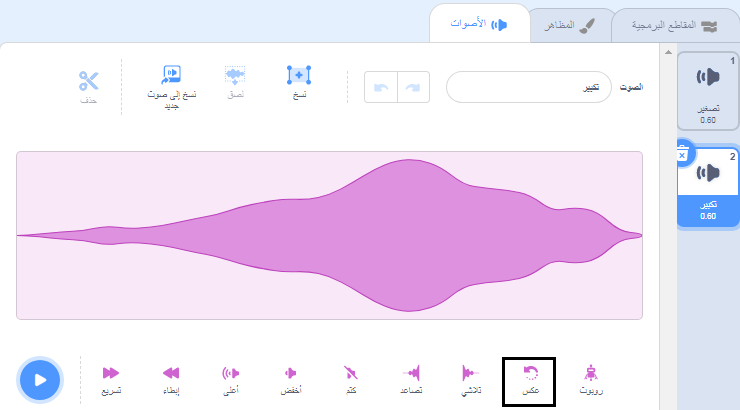 المقاطع البرمجية
المظاهر
الأصوات
1
تصغير
0.60
2
تكبير
0.60
الصوت
تكبير
نسخ
لصق
نسخ إلى صوت
جديد
حذف
روبوت
عكس
تلاشي
تصاعد
كتم
أخفض
أعلى
إبطاء
تسريع